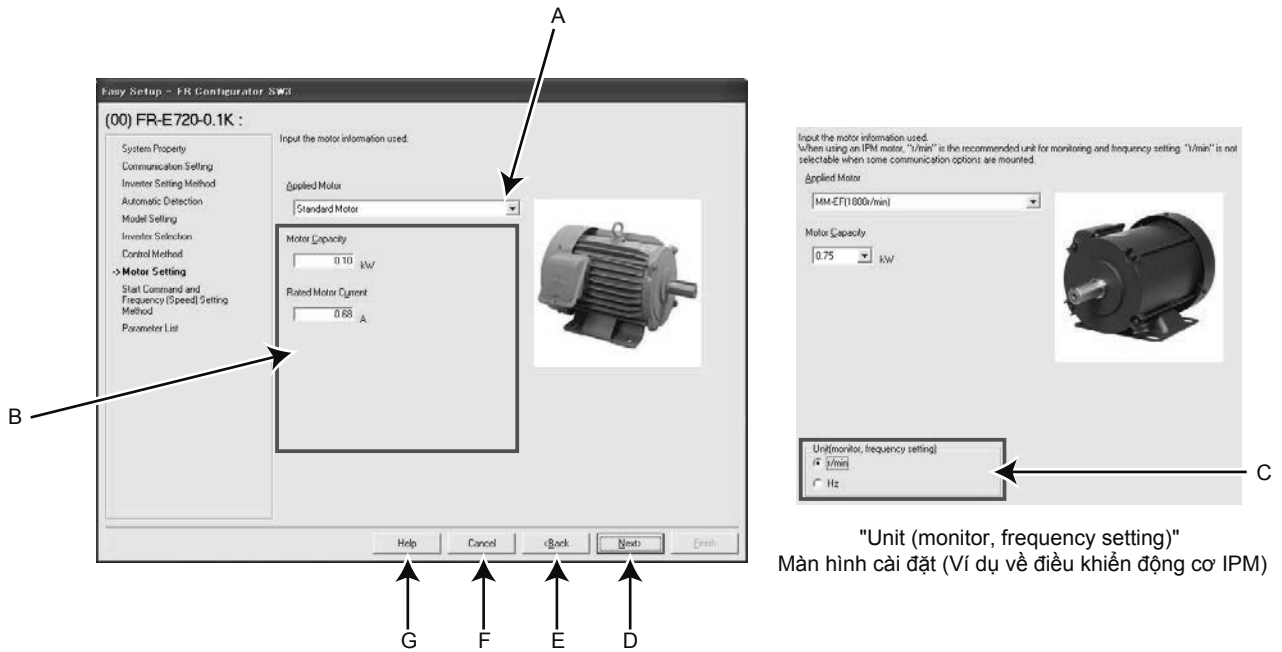 A
Easy Setup - FR Configurator SW3
(00) FR-E720-0.1K :
System Property
Communication Setting
Inverter Setting Method
Automatic Detection
Model Setting
Inverter Selection
Control Method
->Motor Setting
Start Command and
Frequency (Speed) Setting
Method
Parameter List
Input the motor information used.
Applied Motor
Standard Motor
Motor Capacity
0.10 kW
Rated Motor Current
0.68 A
B
Help
Cancel
<Back
Next>
Finish
G
F
E
D
Input the motor information used.
When using an IPM motor, "r/min" is the recommended unit for monitoring and frequency setting. "r/min" is not
selectable when some communication options are mounted.
Applied Motor
MM-EF(1800r/min)
Motor Capacity
0.75 kW
Unit(monitor, frequency setting)
r/min
Hz
C
"Unit (monitor, frequency setting)"
Màn hình cài đặt (Ví dụ về điều khiển động cơ IPM)